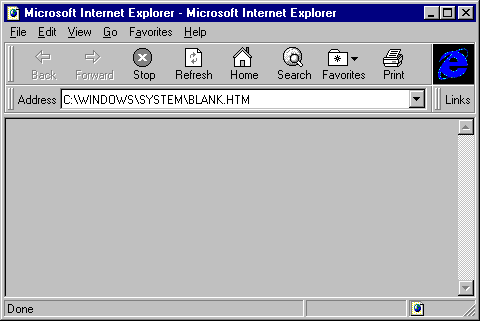 Microsoft Internet Explorer - Microsoft Internet Explorer
File Edit View Go Favorites Help
Back Forward Stop Refresh Home Search Favorites Print
Address C:\WINDOWS\SYSTEM\BLANK.HTM Links
Done